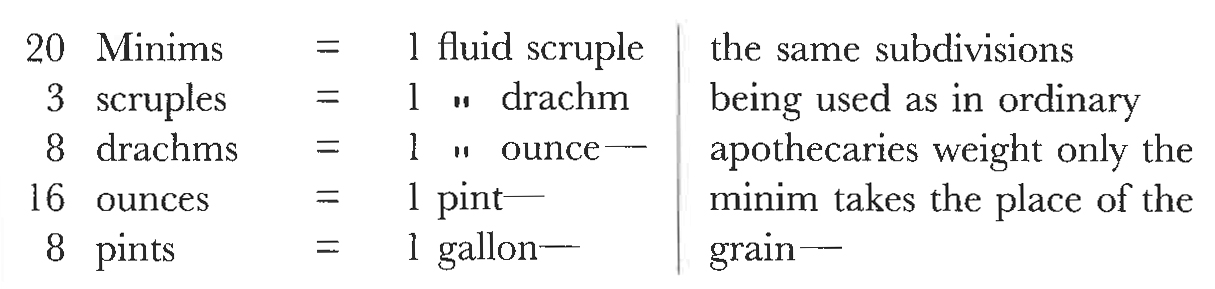 20 Minims = 1 fluid scruple
3 scruples = 1 " drachm
8 drachms = 1 " ounce—
16 ounces = 1 pint—
8 pints = 1 gallon—
the same subdivisions
being used as in ordinary
apothecaries weight only the
minim takes the place of the
grain—